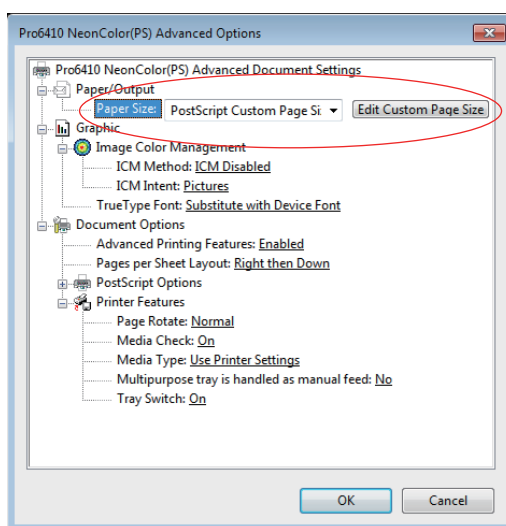 Pro6410 NeonColor(PS) Advanced Options
Pro6410 NeonColor(PS) Advanced Document Settings
Paper/Output
Paper Size: PostScript Custom Page Si Edit Custom Page Size
Graphic
Image Color Management
ICM Method: ICM Disabled
ICM Intent: Pictures
TrueType Font: Substitute with Device Font
Document Options
Advanced Printing Features: Enabled
Pages per Sheet Layout: Right then Down
PostScript Options
Printer Features
Page Rotate: Normal
Media Check: On
Media Type: Use Printer Settings
Multipurpose tray is handled as manual feed: No
Tray Switch: On
OK Cancel